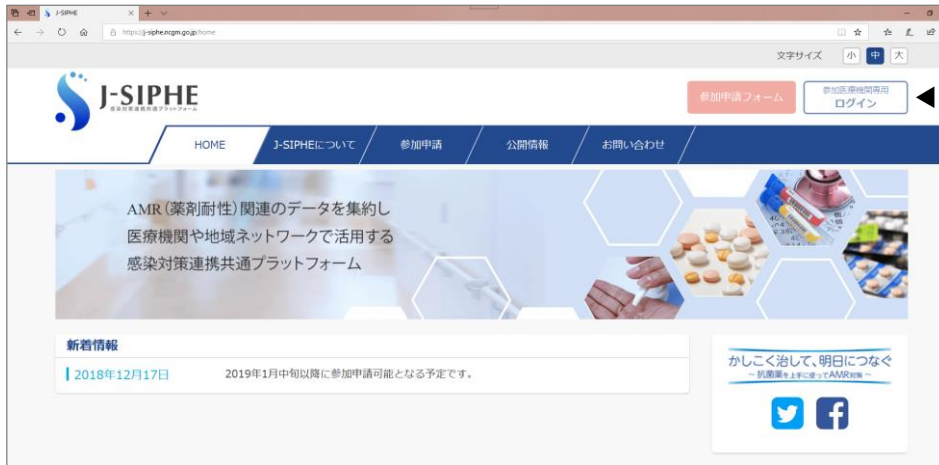 J-SIPHE
https://j-siphe.ncgm.go.jp/home
文字サイズ 小 中 大
J-SIPHE
感染対策連携共通プラットフォーム
参加申請フォーム
参加医療機関専用
ログイン
HOME J-SIPHEについて 参加申請 公開情報 お問い合わせ
AMR(薬剤耐性)関連のデータを集約し
医療機関や地域ネットワークで活用する
感染対策連携共通プラットフォーム
新着情報
2018年12月17日 2019年1月中旬以降に参加申請可能となる予定です。
かしこく治して、明日につなぐ
~抗菌薬を上手に使ってAMR対策~